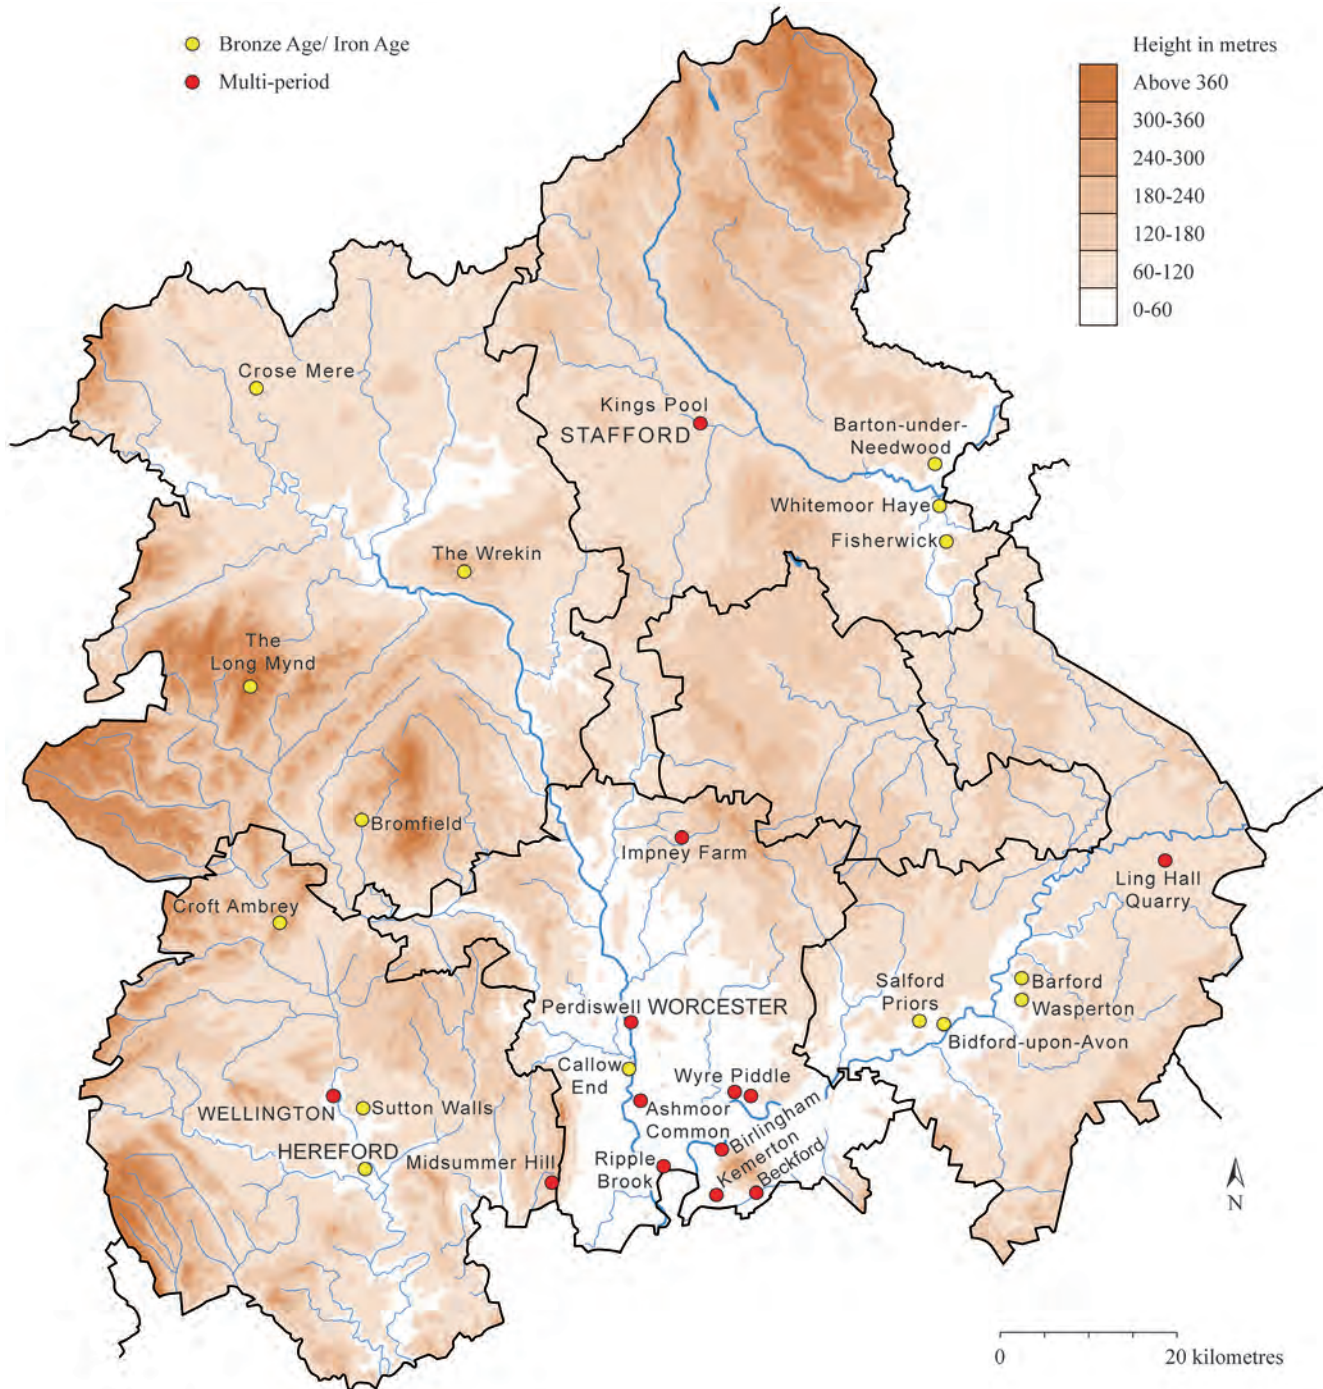 Bronze Age/ Iron Age
Multi-period
Height in metres
Above 360
300-360
240-300
180-240
120-180
60-120
0-60
Crose Mere
Kings Pool
STAFFORD
Barton-under-
Needwood
Whitemoor Haye
Fisherwick
The Wrekin
The
Long Mynd
Bromfield
Impney Farm
Ling Hall
Quarry
Croft Ambrey
Salford
Priors
Barford
Wasperton
Bidford-upon-Avon
Perdiswell WORCESTER
Callow
End
Wyre Piddle
WELLINGTON
Sutton Walls
Ashmoor
Common
Birlingham
HEREFORD
Midsummer Hill
Ripple
Brook
Kemerton
Beckford
N
0 20 kilometres